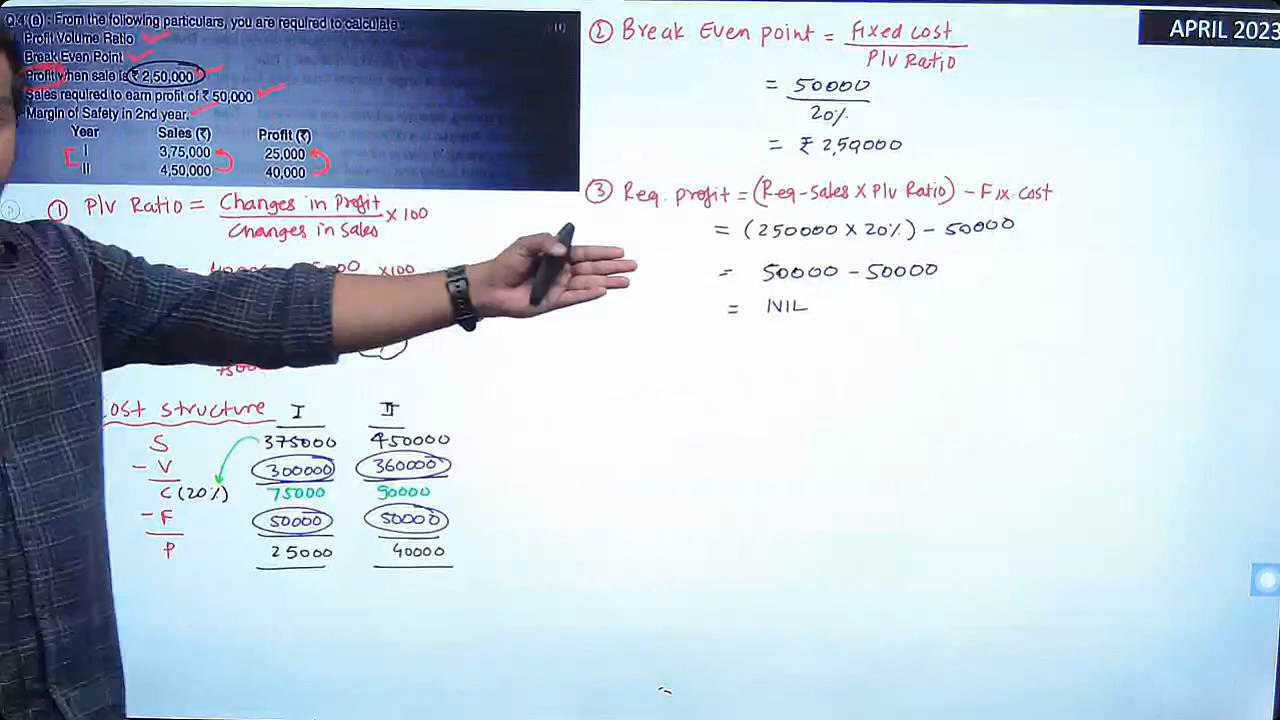 APRIL 2023
Q.4 (B) : From the following particulars, you are required to calculate :
Profit Volume Ratio
Break Even Point
Profit when sale is ₹ 2,50,000
Sales required to earn profit of ₹ 50,000
Margin of Safety in 2nd year.
Year Sales (₹) Profit (₹)
I 3,75,000 25,000
II 4,50,000 40,000
① P/V Ratio = Changes in Profit
Changes in Sales × 100
×100
Cost structure I II
S 375000 450000
- V 300000 360000
C (20%) 75000 90000
- F 50000 50000
P 25000 40000
② Break Even point = Fixed cost
P/V Ratio
= 50000
20%
= ₹ 2,50,000
③ Req. profit = (Req-Sales X P/V Ratio) - Fix. cost
= (250000 X 20%) - 50000
= 50000 - 50000
= NIL